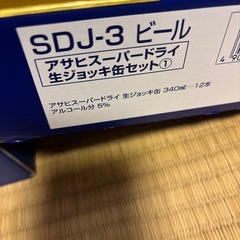 SDJ-3 ビール
アサヒスーパードライ
生ジョッキ缶セット①
アサヒスーパードライ 生ジョッキ缶 340㎖…12本
アルコール分 5%
4 90